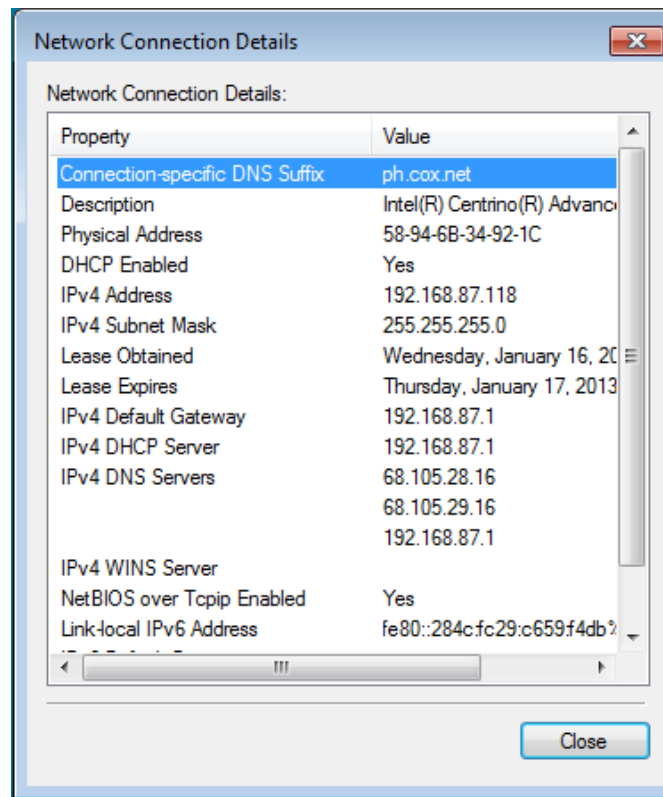 Network Connection Details
Network Connection Details:
Property Value
Connection-specific DNS Suffix ph.cox.net
Description Intel(R) Centrino(R) Advanc
Physical Address 58-94-6B-34-92-1C
DHCP Enabled Yes
IPv4 Address 192.168.87.118
IPv4 Subnet Mask 255.255.255.0
Lease Obtained Wednesday, January 16, 20
Lease Expires Thursday, January 17, 2013
IPv4 Default Gateway 192.168.87.1
IPv4 DHCP Server 192.168.87.1
IPv4 DNS Servers 68.105.28.16
68.105.29.16
192.168.87.1
IPv4 WINS Server
NetBIOS over Tcpip Enabled Yes
Link-local IPv6 Address fe80::284c:fc29:c659:f4db%
Close